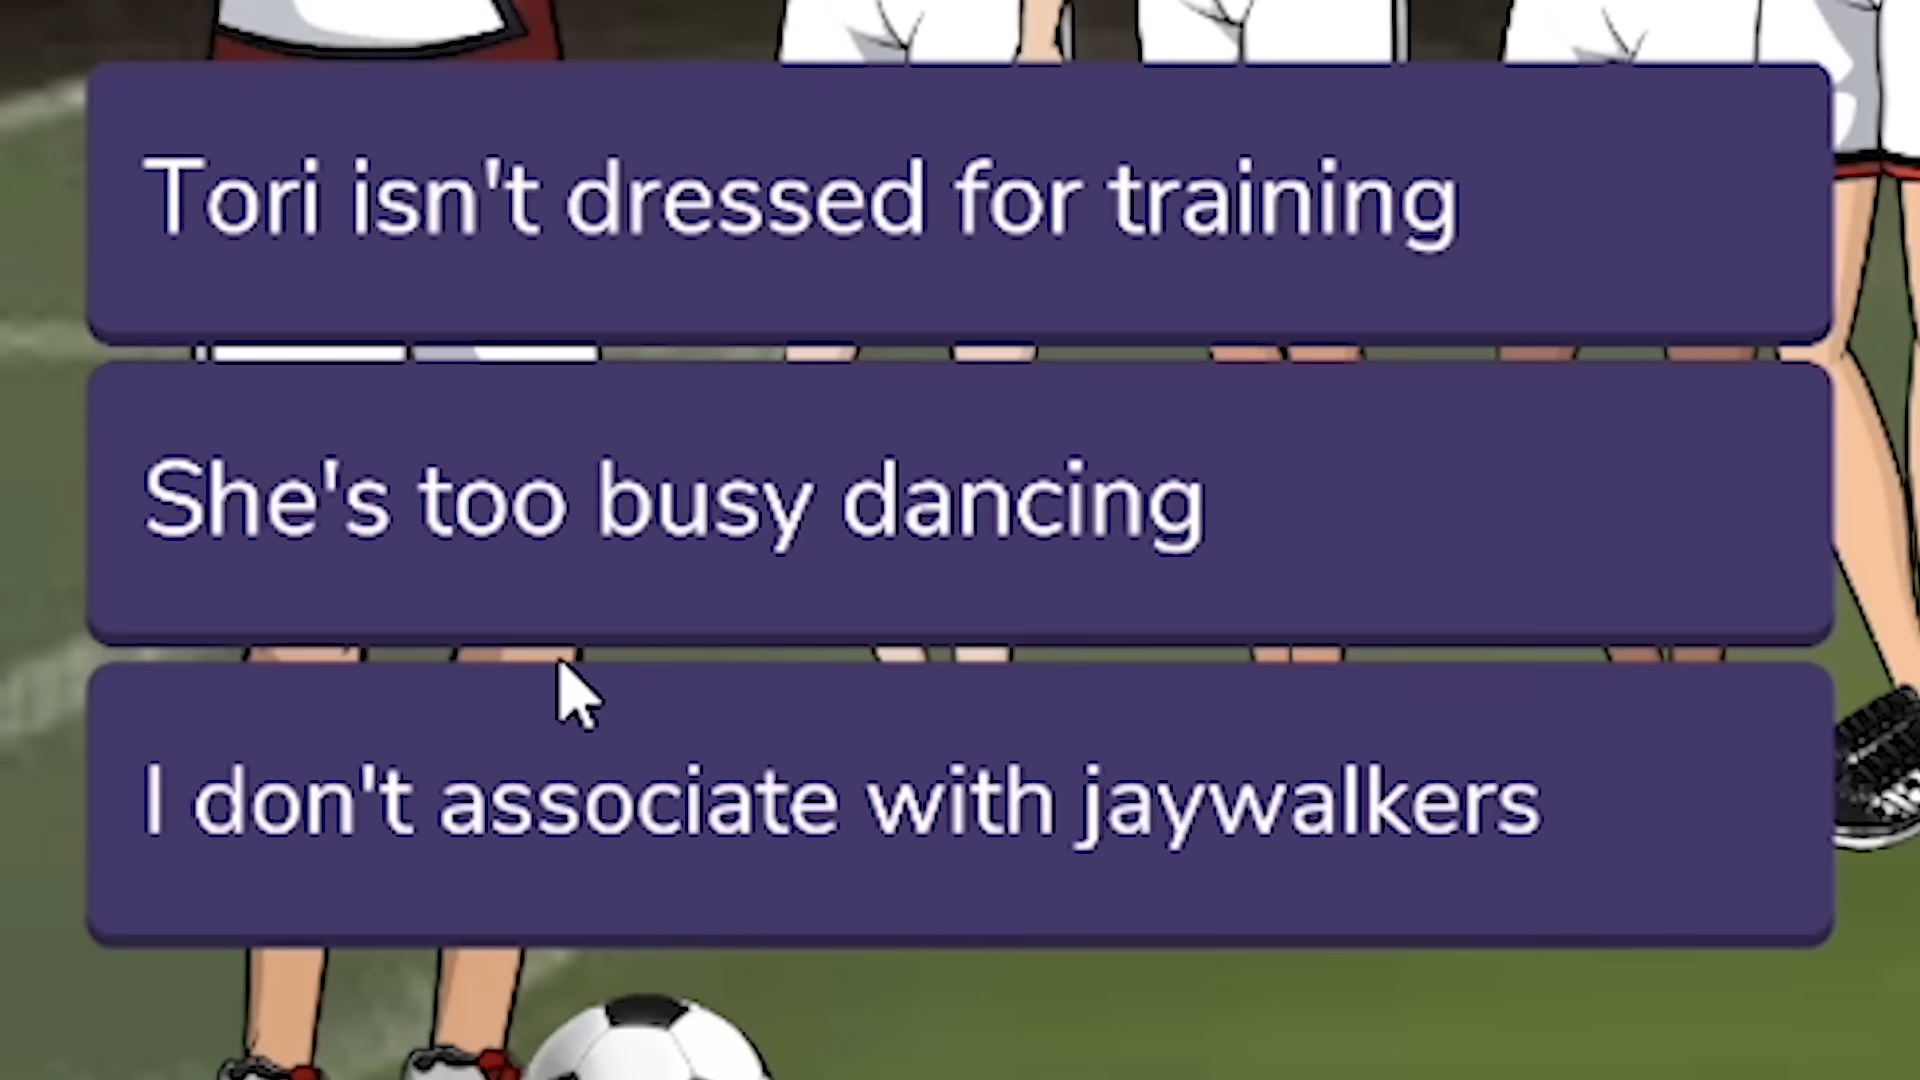 Tori isn't dressed for training
She's too busy dancing
I don't associate with jaywalkers